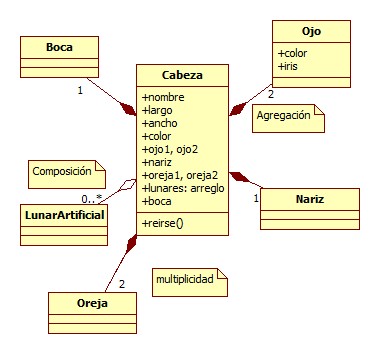 Boca
1
Ojo
+color
+iris
2
Agregación
Cabeza
+nombre
+largo
+ancho
+color
+ojo1, ojo2
+nariz
+oreja1, oreja2
+lunares: arreglo
+boca
+reirse()
Composición
0..*
LunarArtificial
1
Nariz
2
Oreja
multiplicidad